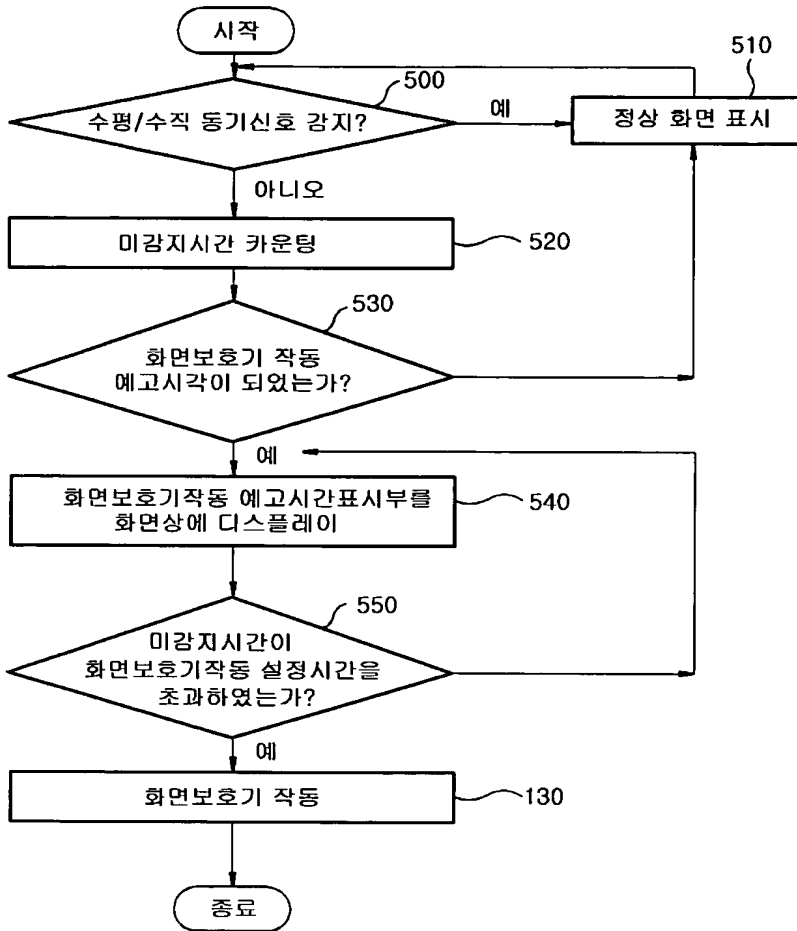 시작
510
500
수평/수직 동기신호 감지?
예
정상 화면 표시
아니오
미감지시간 카운팅
520
530
화면보호기 작동
예고시각이 되었는가?
예
화면보호기작동 예고시간표시부를
화면상에 디스플레이
540
550
미감지시간이
화면보호기작동 설정시간을
초과하였는가?
예
화면보호기 작동
130
종료